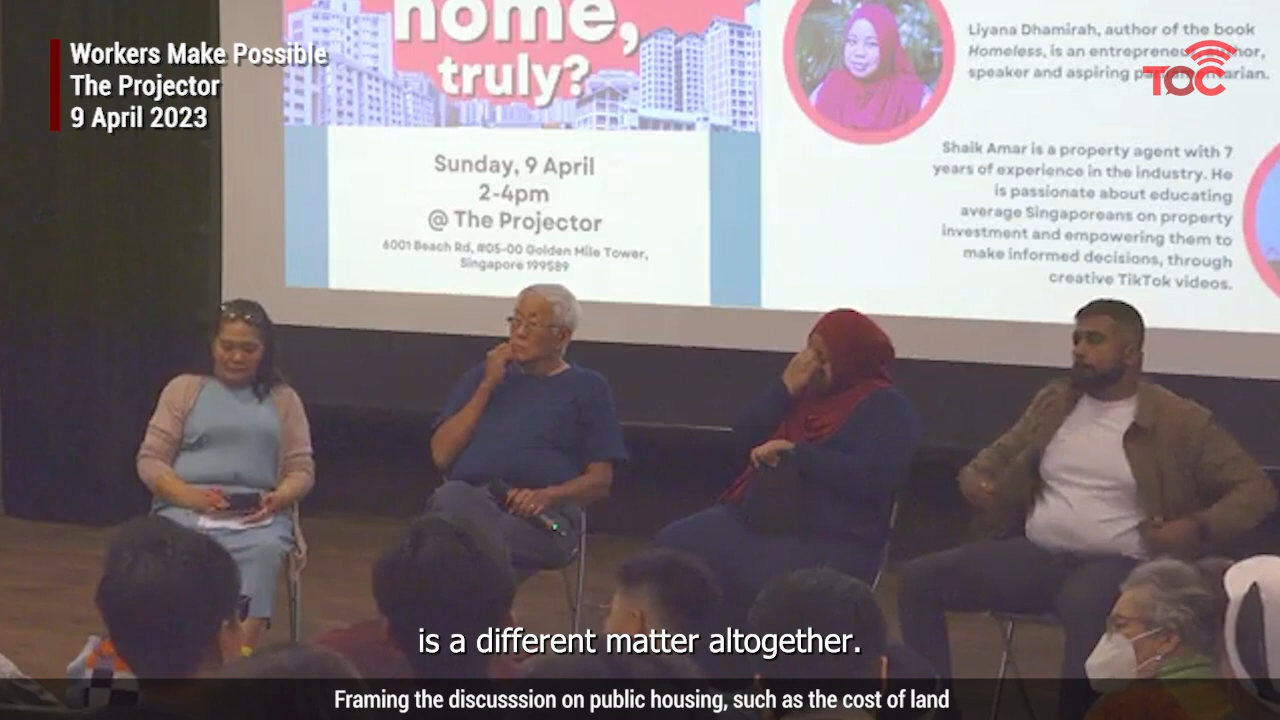 Workers Make Possible
The Projector
9 April 2023
home,
truly?
Sunday, 9 April
2-4pm
@ The Projector
6001 Beach Rd, #05-00 Golden Mile Tower,
Singapore 199589
Liyana Dhamirah, author of the book
Homeless, is an entrepreneur, author,
speaker and aspiring parliamentarian.
TOC
Shaik Amar is a property agent with 7
years of experience in the industry. He
is passionate about educating
average Singaporeans on property
investment and empowering them to
make informed decisions, through
creative TikTok videos.
is a different matter altogether.
Framing the discusssion on public housing, such as the cost of land